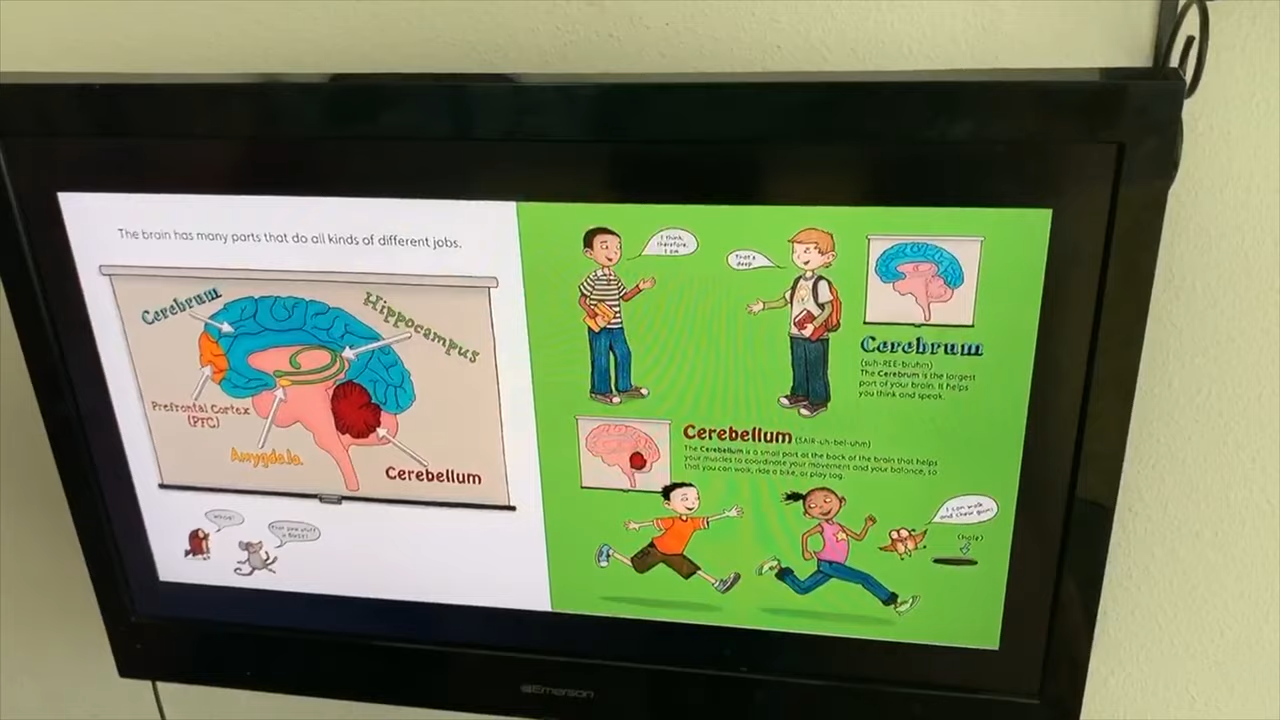 The brain has many parts that do all kinds of different jobs.
Cerebrum
Hippocampus
Prefrontal Cortex
(PFC)
Amygdala
Cerebellum
Whoa!
I think,
therefore,
I am
That's
deep.
Cerebrum
(suh-REE-bruhm)
The Cerebrum is the largest
part of your brain. It helps
you think and speak.
Cerebellum (SAIR-uh-bel-uhm)
The Cerebellum is a small part at the back of the brain that helps
your muscles to coordinate your movement and your balance, so
that you can walk, ride a bike, or play tag.
I can walk
and chew gum!
(hole)
Emerson